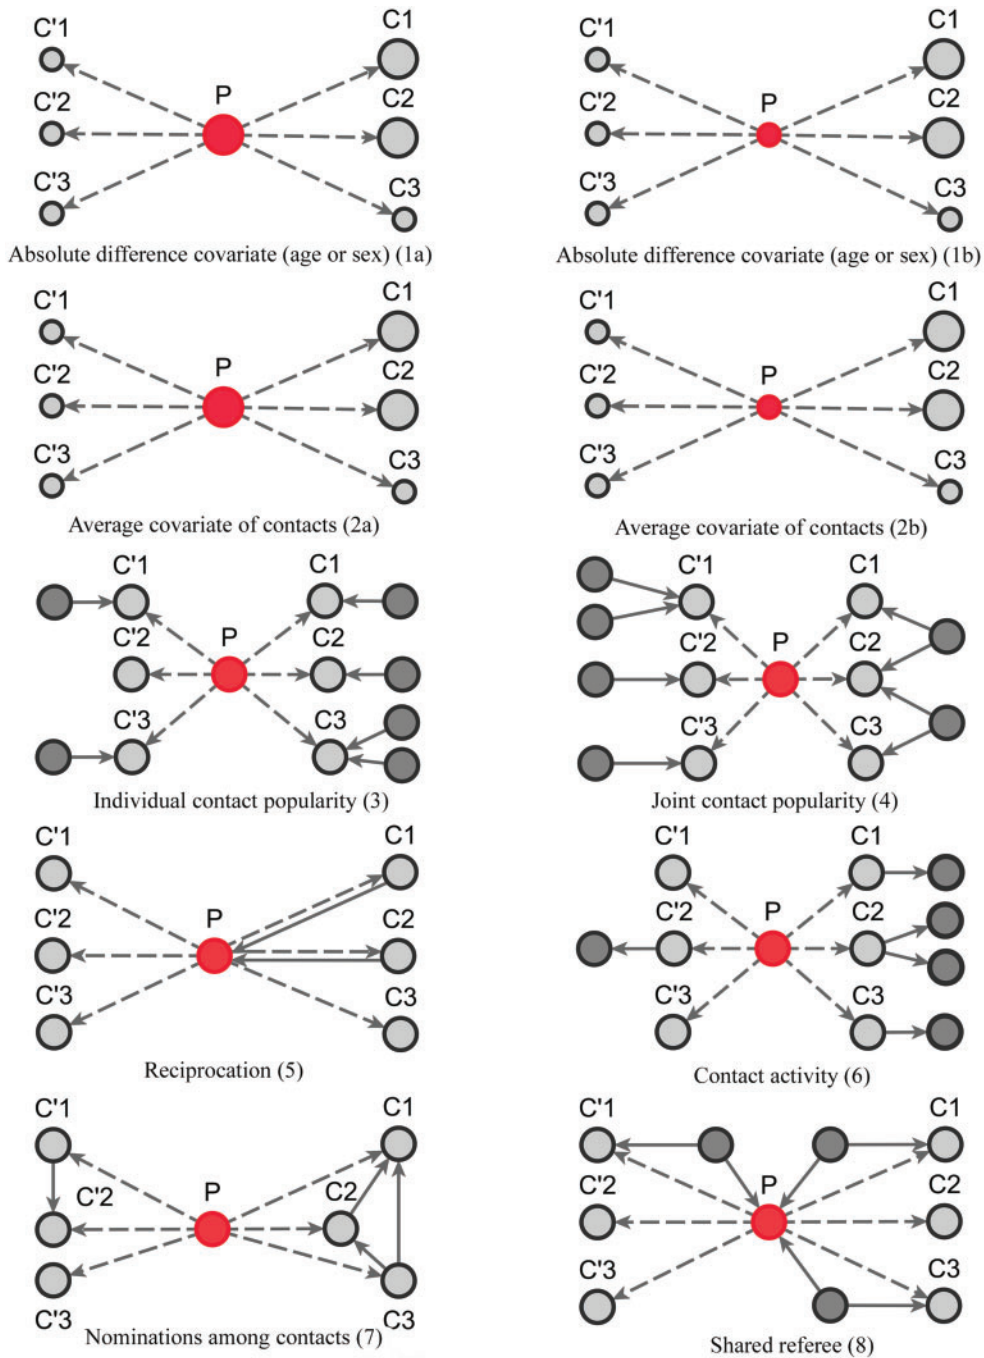 C'1
C1
C'2
P
C2
C'3
C3
Absolute difference covariate (age or sex) (1a)
C'1
C1
C'2
P
C2
C'3
C3
Absolute difference covariate (age or sex) (1b)
C'1
C1
C'2
P
C2
C'3
C3
Average covariate of contacts (2a)
C'1
C1
C'2
P
C2
C'3
C3
Average covariate of contacts (2b)
C'1
C1
C'2
P
C2
C'3
C3
Individual contact popularity (3)
C'1
C1
C'2
P
C2
C'3
C3
Joint contact popularity (4)
C'1
C1
C'2
P
C2
C'3
C3
Reciprocation (5)
C'1
C1
C'2
P
C2
C'3
C3
Contact activity (6)
C'1
C1
C'2
P
C2
C'3
C3
Nominations among contacts (7)
C'1
C1
C'2
P
C2
C'3
C3
Shared referee (8)